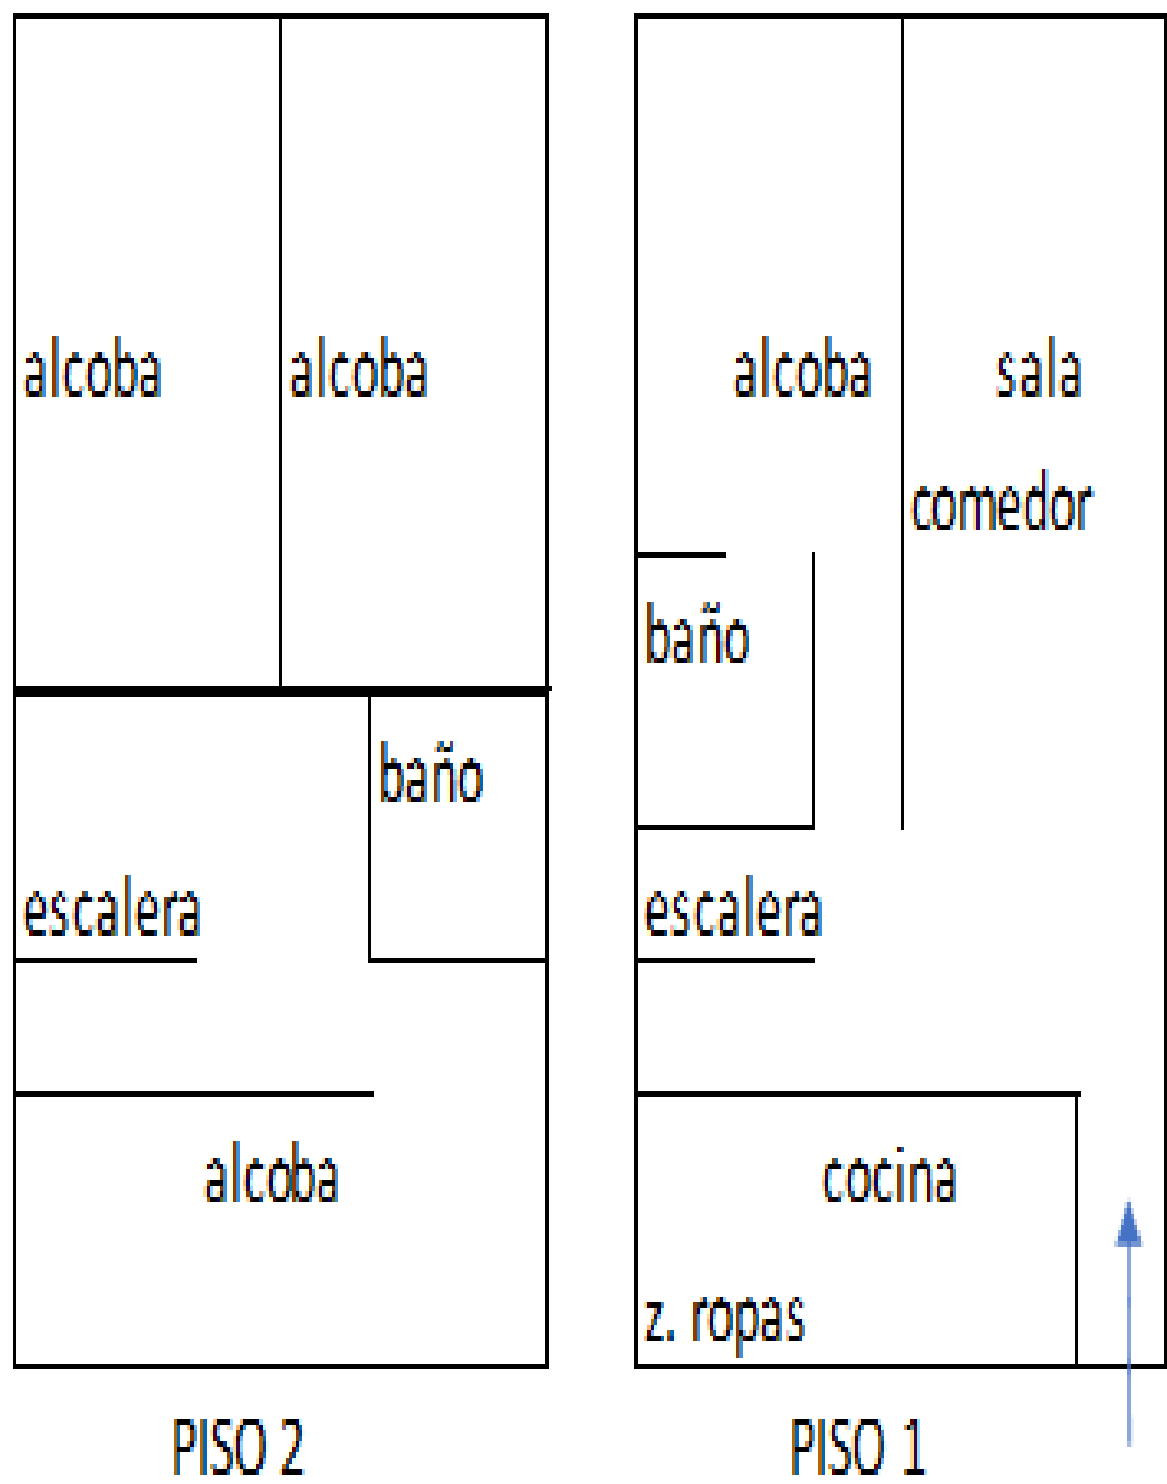 alcoba
alcoba
baño
escalera
alcoba
PISO 2
alcoba
sala
comedor
baño
escalera
cocina
z. ropas
PISO 1